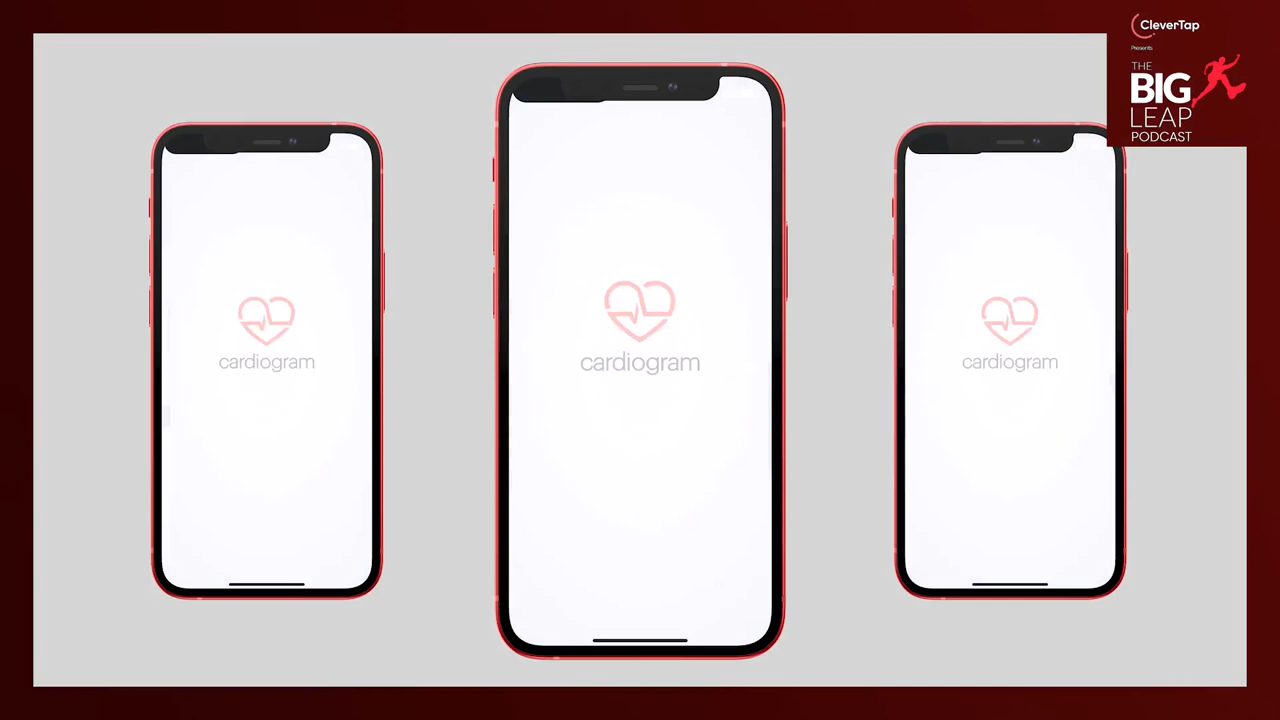 CleverTap
Presents
THE
BIG
LEAP
PODCAST
cardiogram
cardiogram
cardiogram